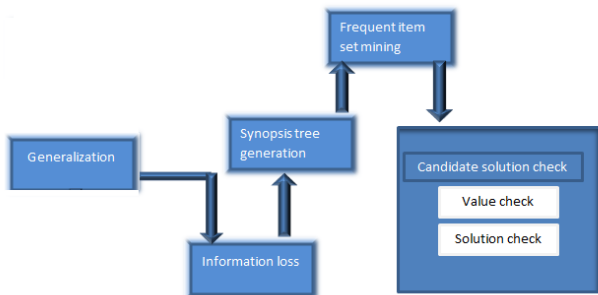 Frequent item
set mining
Synopsis tree
generation
Generalization
Information loss
Candidate solution check
Value check
Solution check